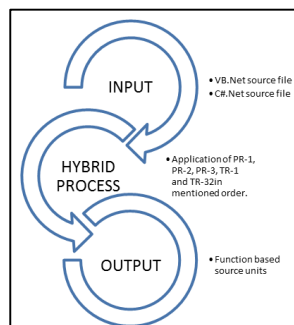 INPUT
• VB.Net source file
• C#.Net source file
HYBRID
PROCESS
• Application of PR-1,
PR-2, PR-3, TR-1
and TR-32in
mentioned order.
OUTPUT
• Function based
source units